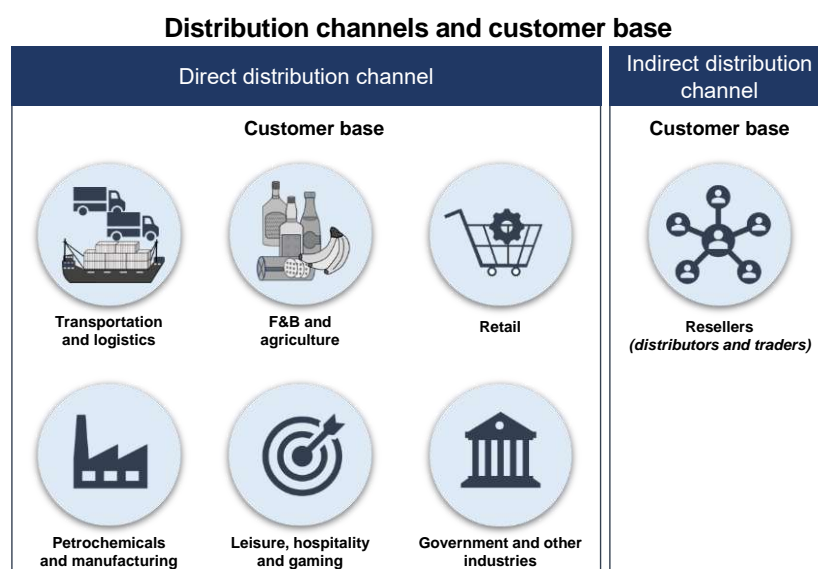 Distribution channels and customer base
Direct distribution channel
Customer base
Transportation
and logistics
F&B and
agriculture
Retail
Petrochemicals
and manufacturing
Leisure, hospitality
and gaming
Government and other
industries
Indirect distribution
channel
Customer base
Resellers
(distributors and traders)